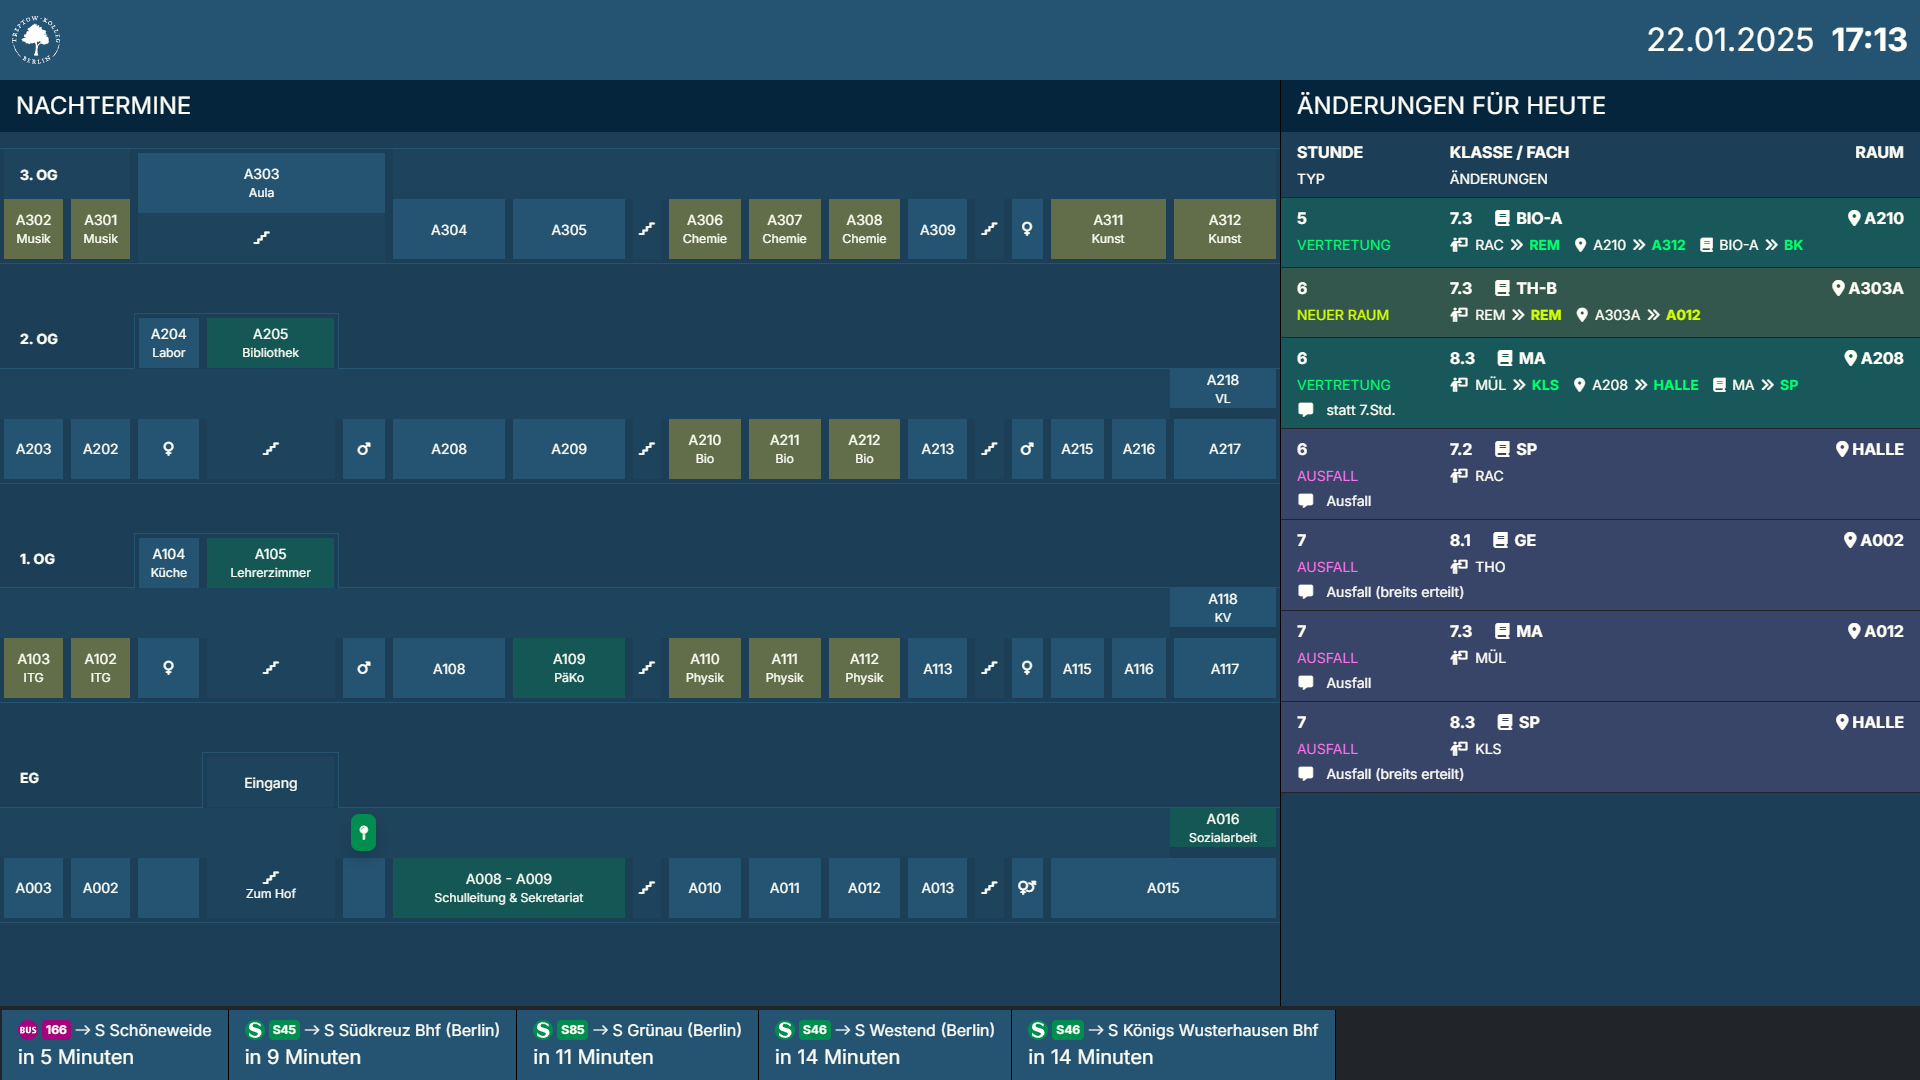 TREPTOW-KOLLEG
BERLIN
22.01.2025 17:13
NACHTERMINE
3. OG
A303
Aula
A302
Musik
A301
Musik
A304
A305
A306
Chemie
A307
Chemie
A308
Chemie
A309
A311
Kunst
A312
Kunst
2. OG
A204
Labor
A205
Bibliothek
A218
VL
A203
A202
A208
A209
A210
Bio
A211
Bio
A212
Bio
A213
A215
A216
A217
1. OG
A104
Küche
A105
Lehrerzimmer
A118
KV
A103
ITG
A102
ITG
A108
A109
PäKo
A110
Physik
A111
Physik
A112
Physik
A113
A115
A116
A117
EG
Eingang
A016
Sozialarbeit
A003
A002
Zum Hof
A008 - A009
Schulleitung & Sekretariat
A010
A011
A012
A013
A015
ÄNDERUNGEN FÜR HEUTE
STUNDE KLASSE / FACH RAUM
TYP ÄNDERUNGEN
5 7.3 BIO-A A210
VERTRETUNG RAC REM A210 A312 BIO-A BK
6 7.3 TH-B A303A
NEUER RAUM REM REM A303A A012
6 8.3 MA A208
VERTRETUNG MÜL KLS A208 HALLE MA SP
statt 7.Std.
6 7.2 SP HALLE
AUSFALL RAC
Ausfall
7 8.1 GE A002
AUSFALL THO
Ausfall (breits erteilt)
7 7.3 MA A012
AUSFALL MÜL
Ausfall
7 8.3 SP HALLE
AUSFALL KLS
Ausfall (breits erteilt)
BUS 166 → S Schöneweide
in 5 Minuten
S S45 → S Südkreuz Bhf (Berlin)
in 9 Minuten
S S85 → S Grünau (Berlin)
in 11 Minuten
S S46 → S Westend (Berlin)
in 14 Minuten
S S46 → S Königs Wusterhausen Bhf
in 14 Minuten